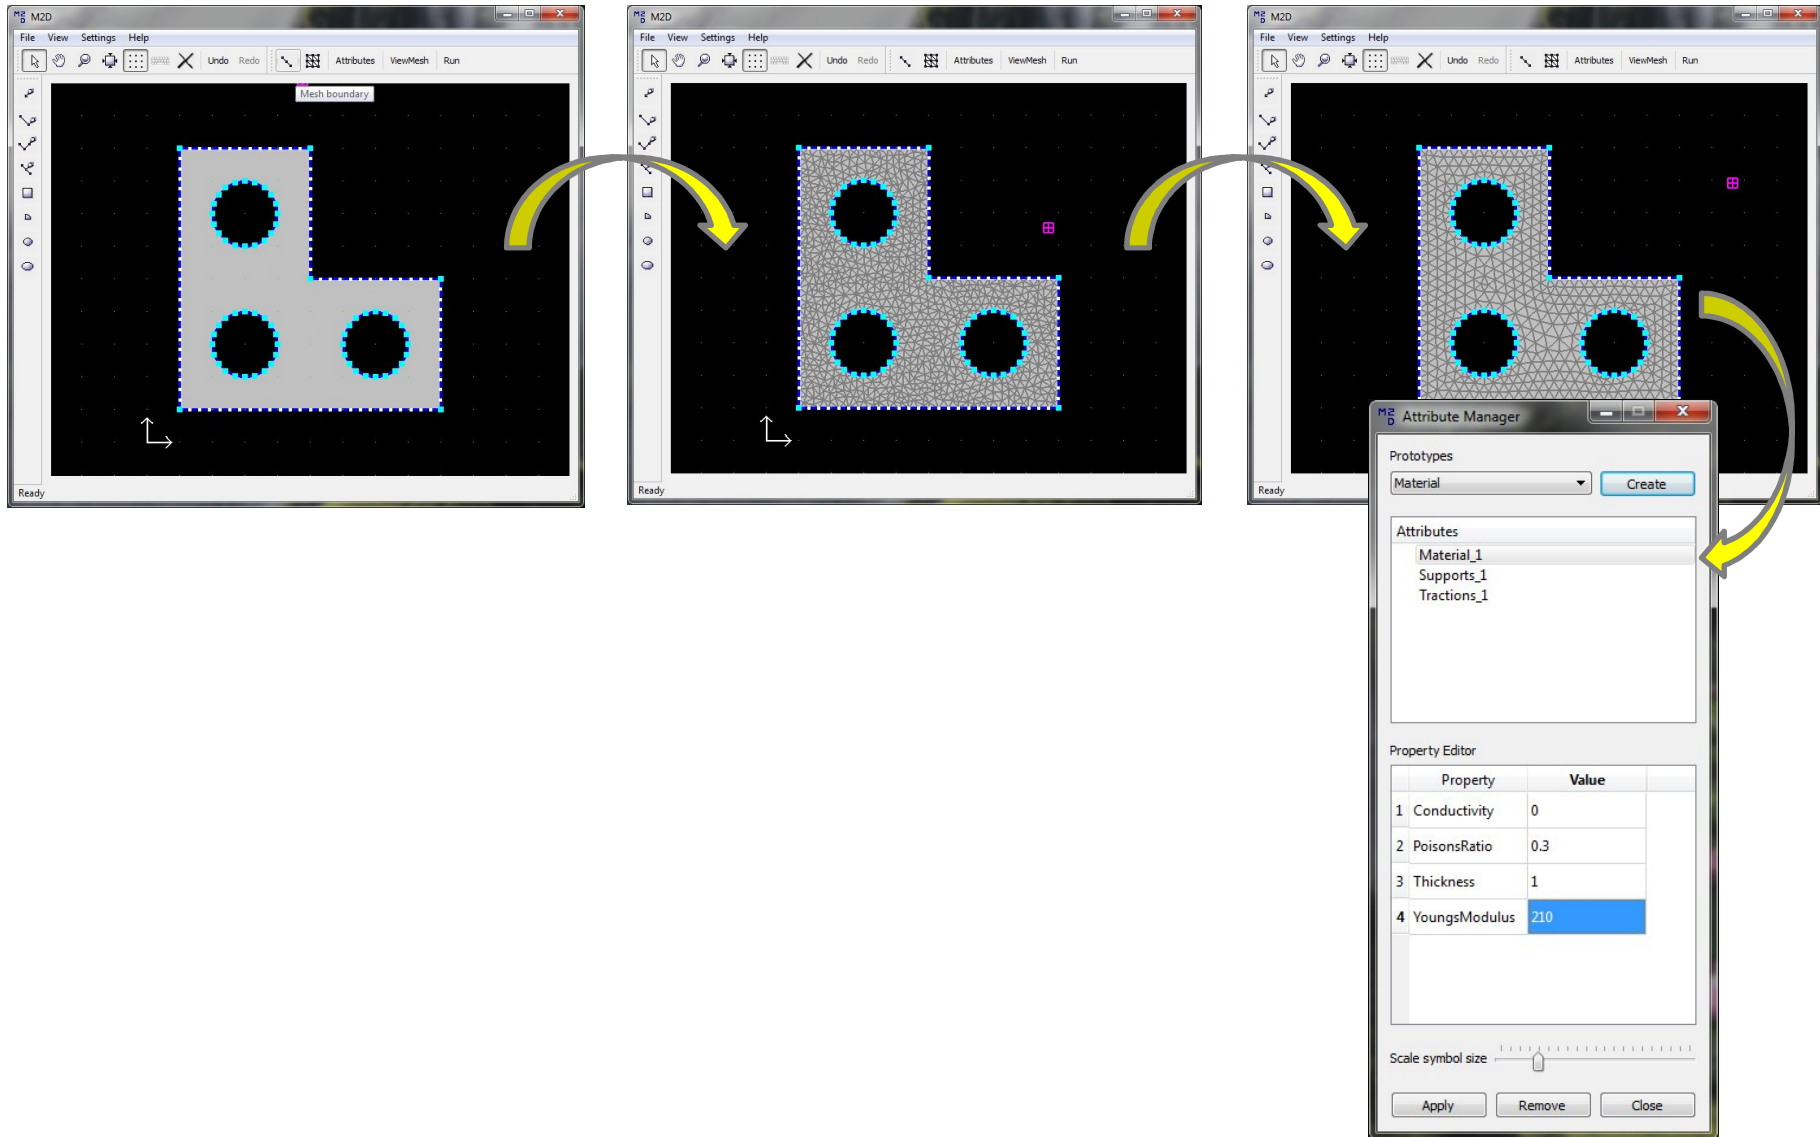 M2D
File View Settings Help
Undo Redo Attributes ViewMesh Run
Mesh boundary
Ready
M2D
File View Settings Help
Undo Redo Attributes ViewMesh Run
Ready
M2D
File View Settings Help
Undo Redo Attributes ViewMesh Run
Ready
M2D Attribute Manager
Prototypes
Material Create
Attributes
Material_1
Supports_1
Tractions_1
Property Editor
Property Value
1 Conductivity 0
2 PoisonsRatio 0.3
3 Thickness 1
4 YoungsModulus 210
Scale symbol size
Apply Remove Close